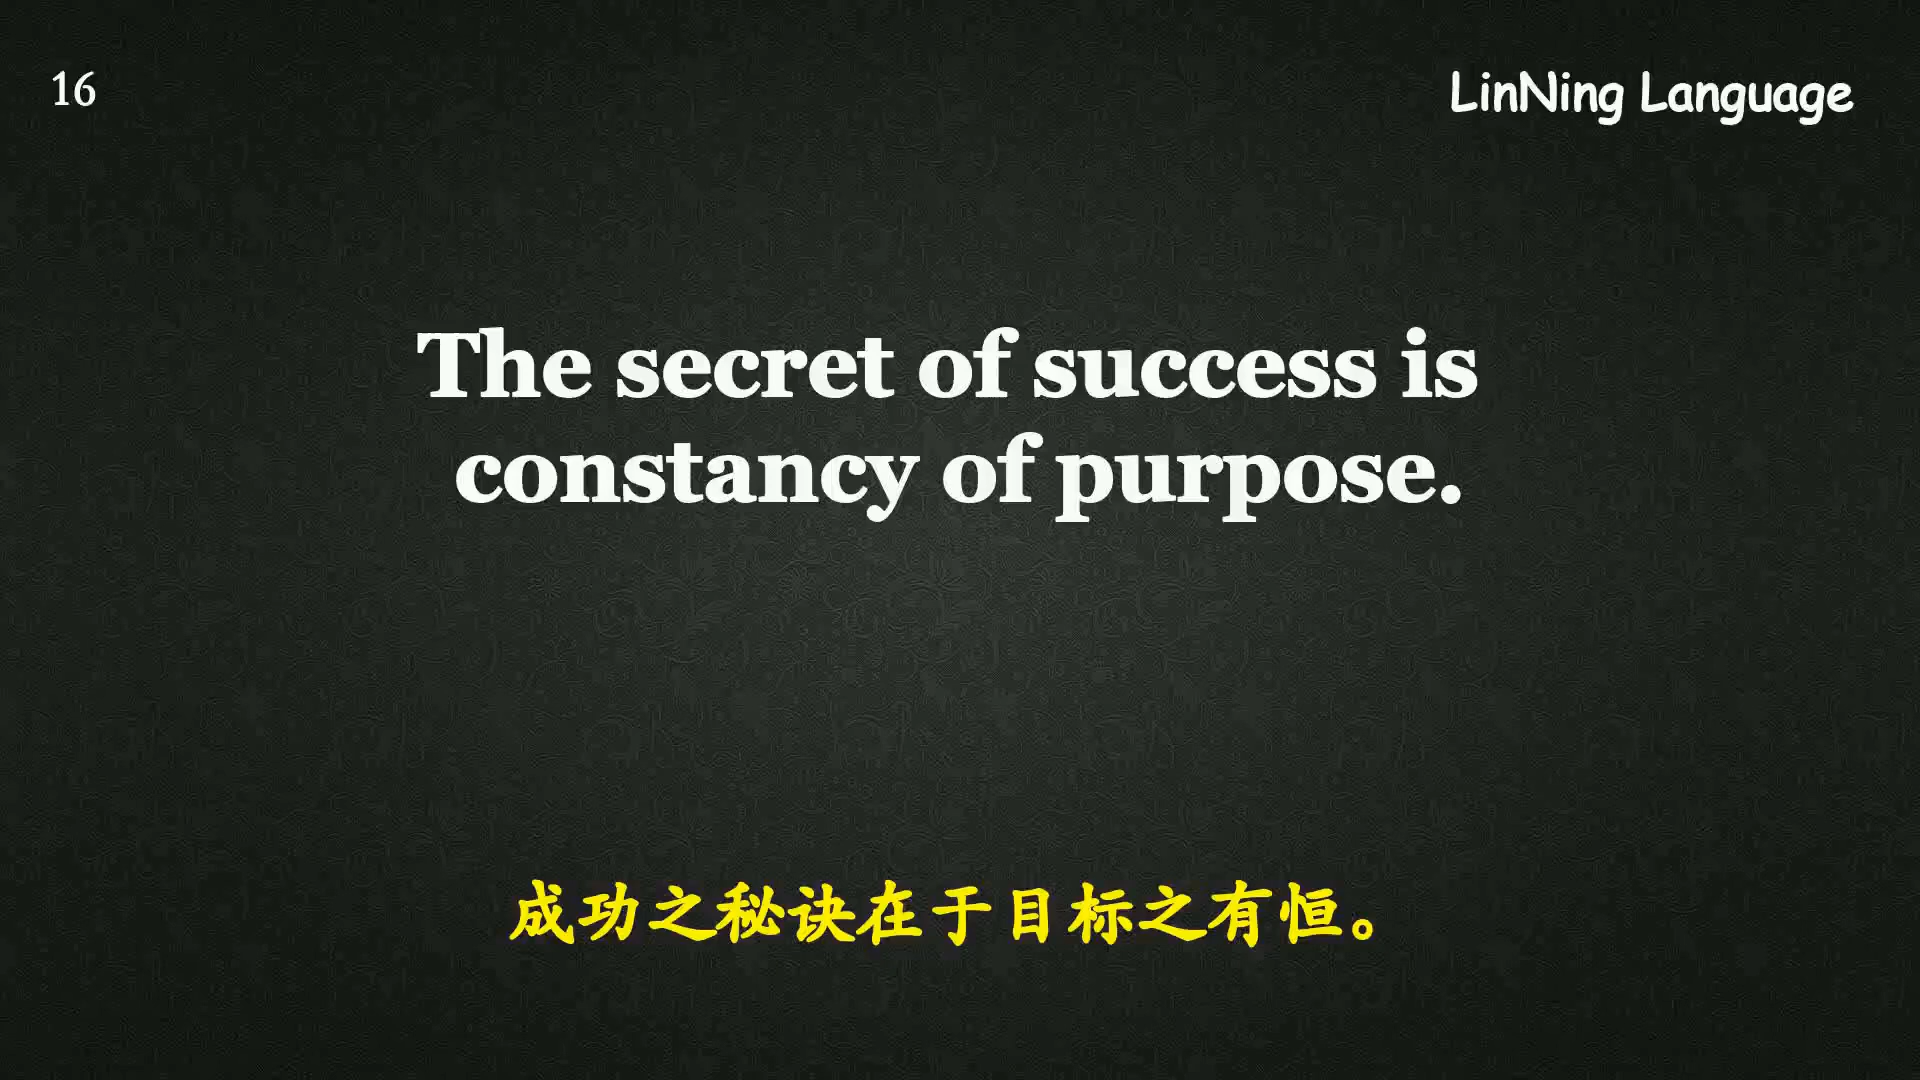 16
LinNing Language
The secret of success is
constancy of purpose.
成功之秘诀在于目标之有恒。